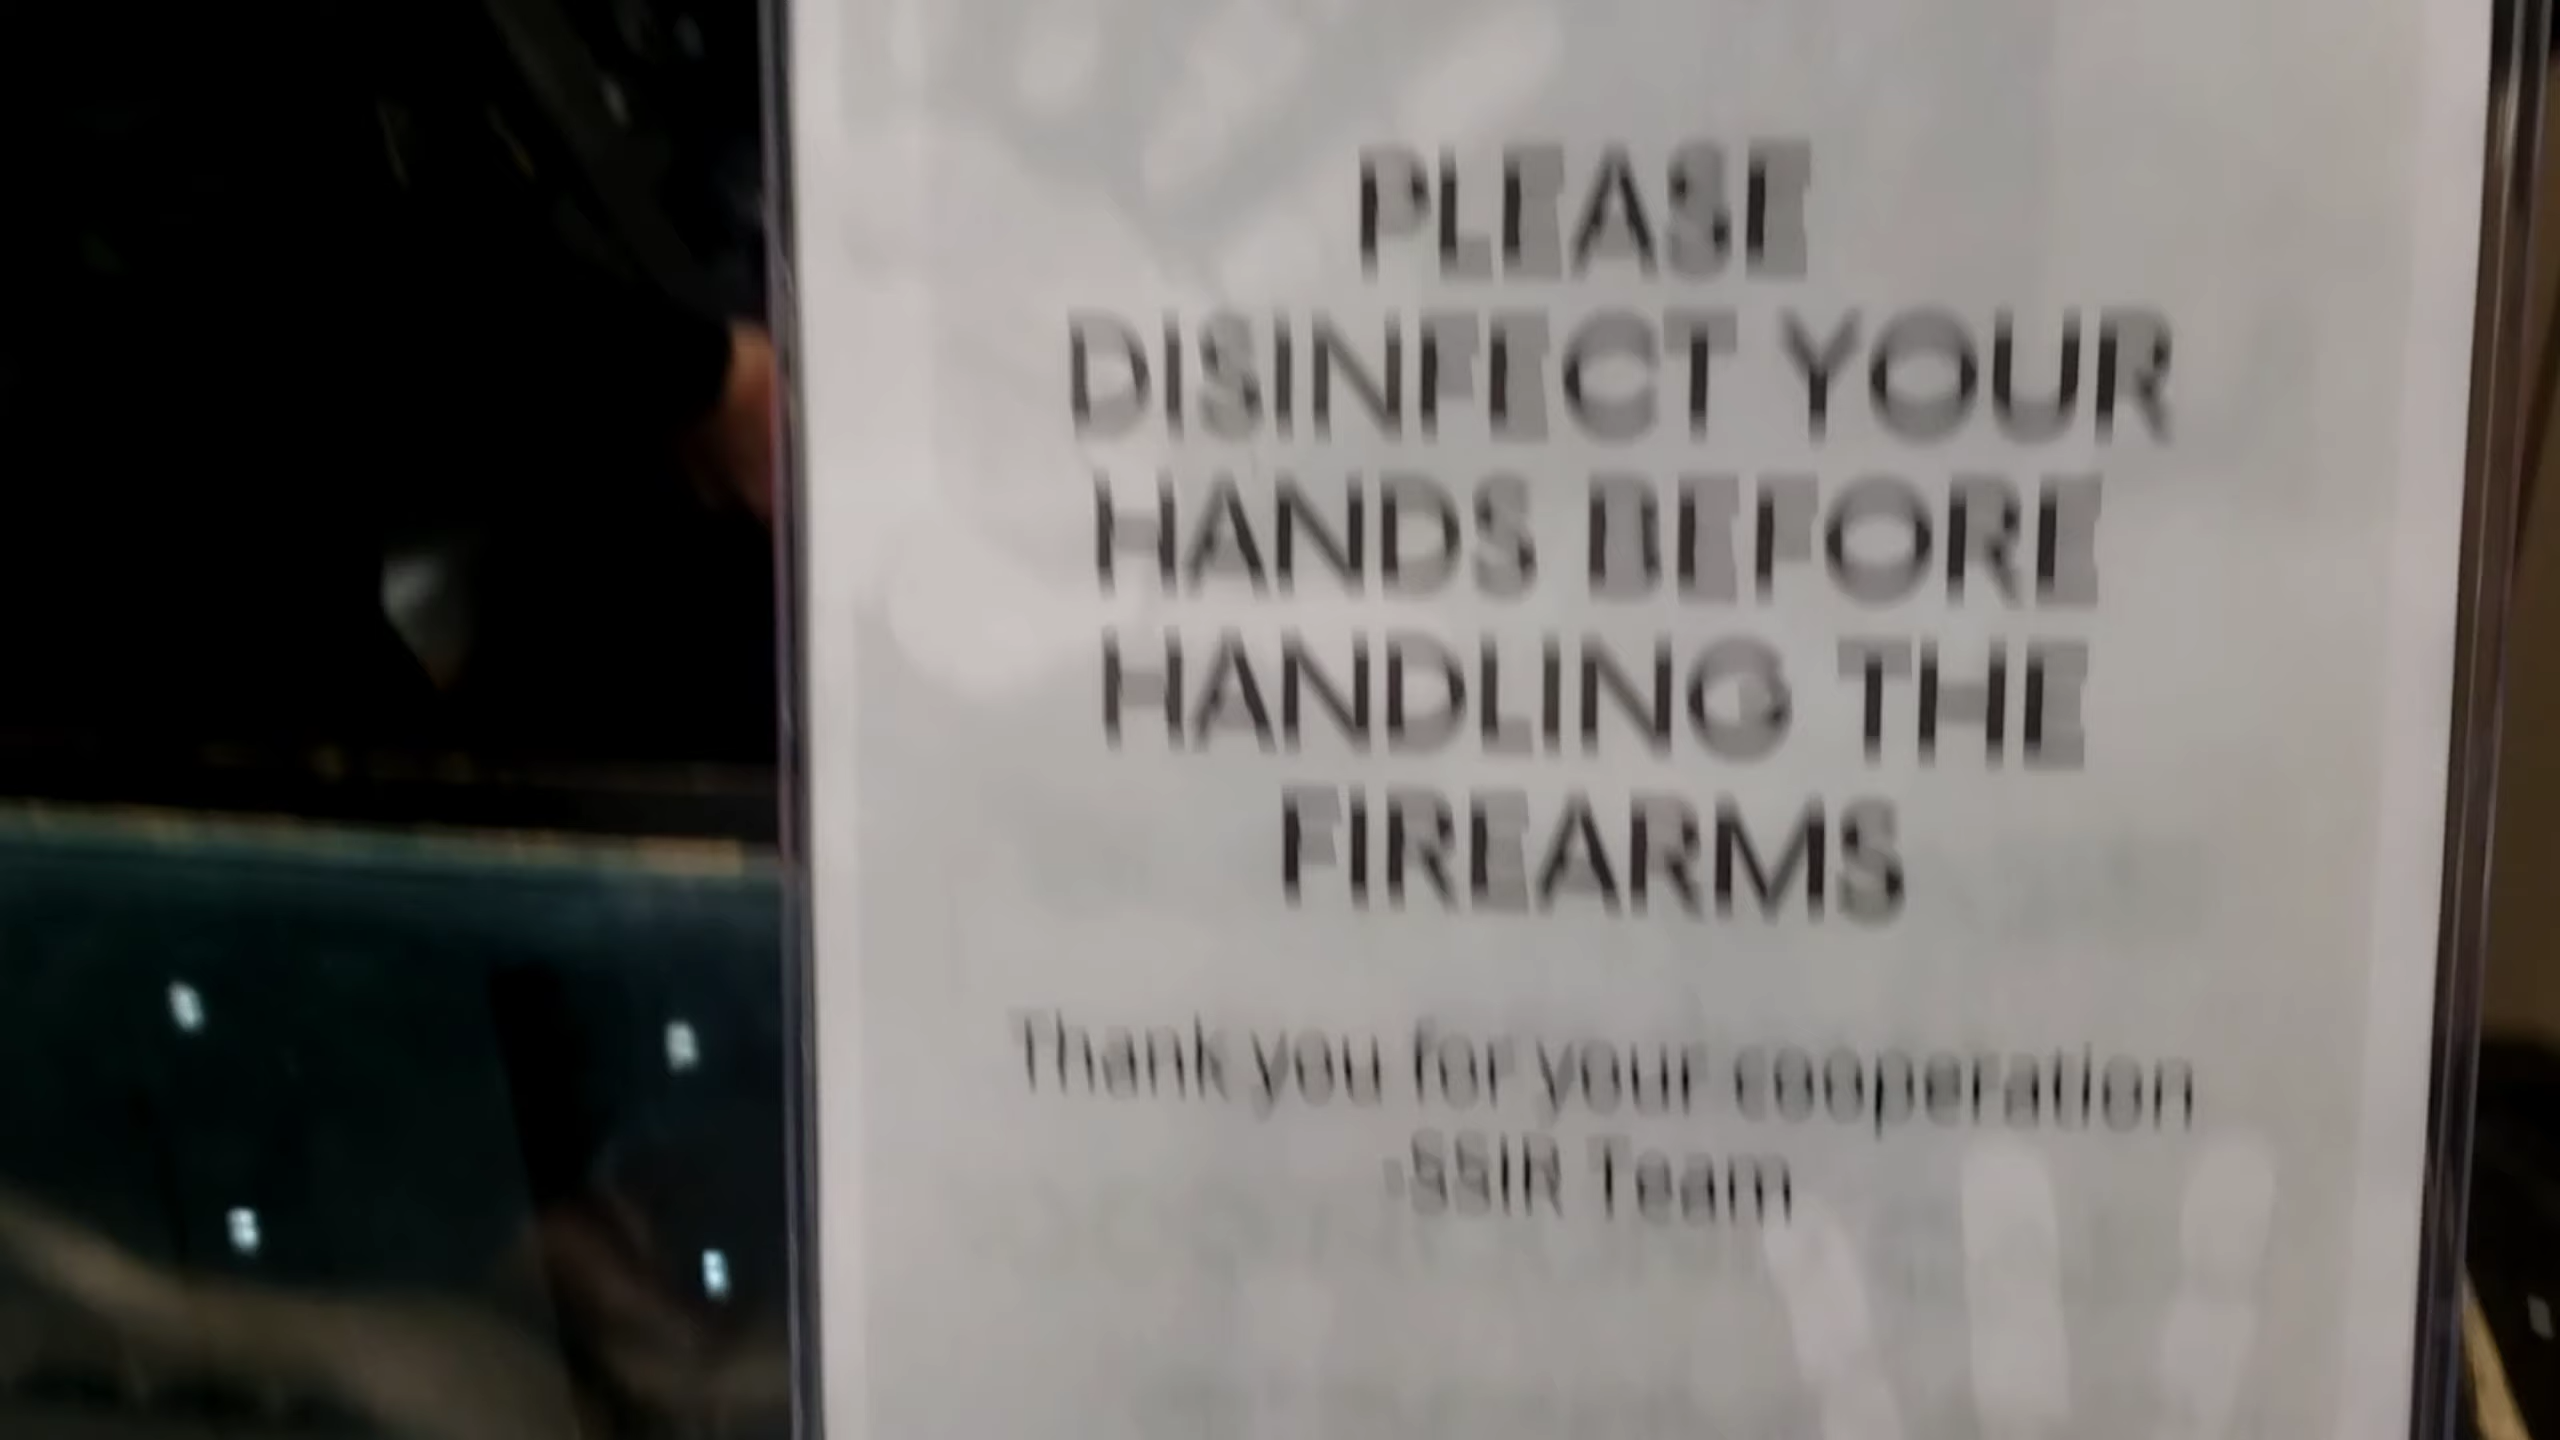 PLEASE
DISINFECT YOUR
HANDS BEFORE
HANDLING THE
FIREARMS
Thank you for your cooperation
-SSIR Team